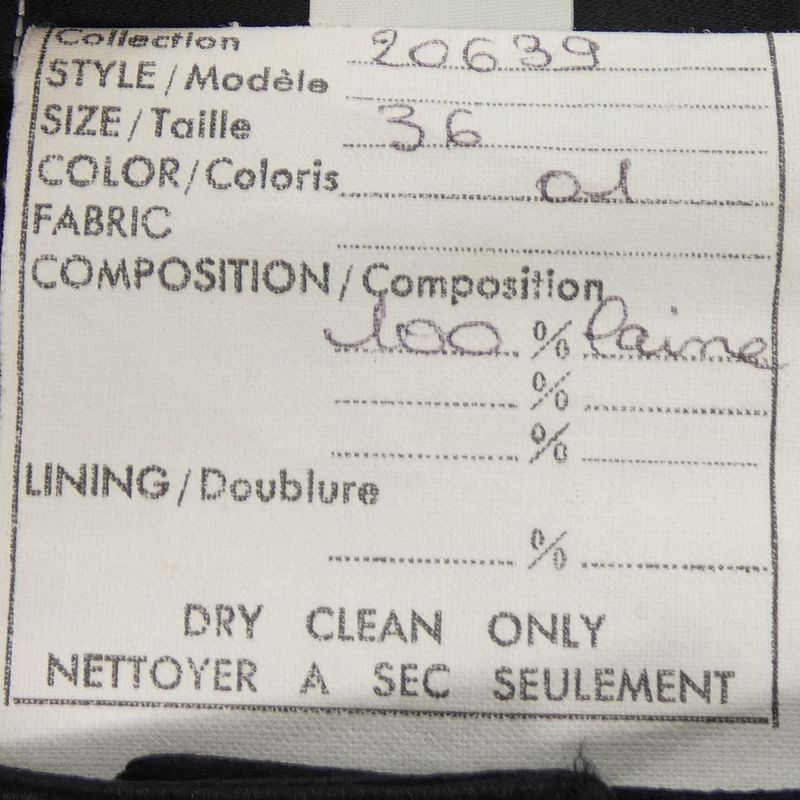 Collection 20639
STYLE / Modèle
SIZE / Taille 36
COLOR / Coloris 01
FABRIC
COMPOSITION / Composition
100 % laine
%
%
LINING / Doublure
%
DRY CLEAN ONLY
NETTOYER A SEC SEULEMENT